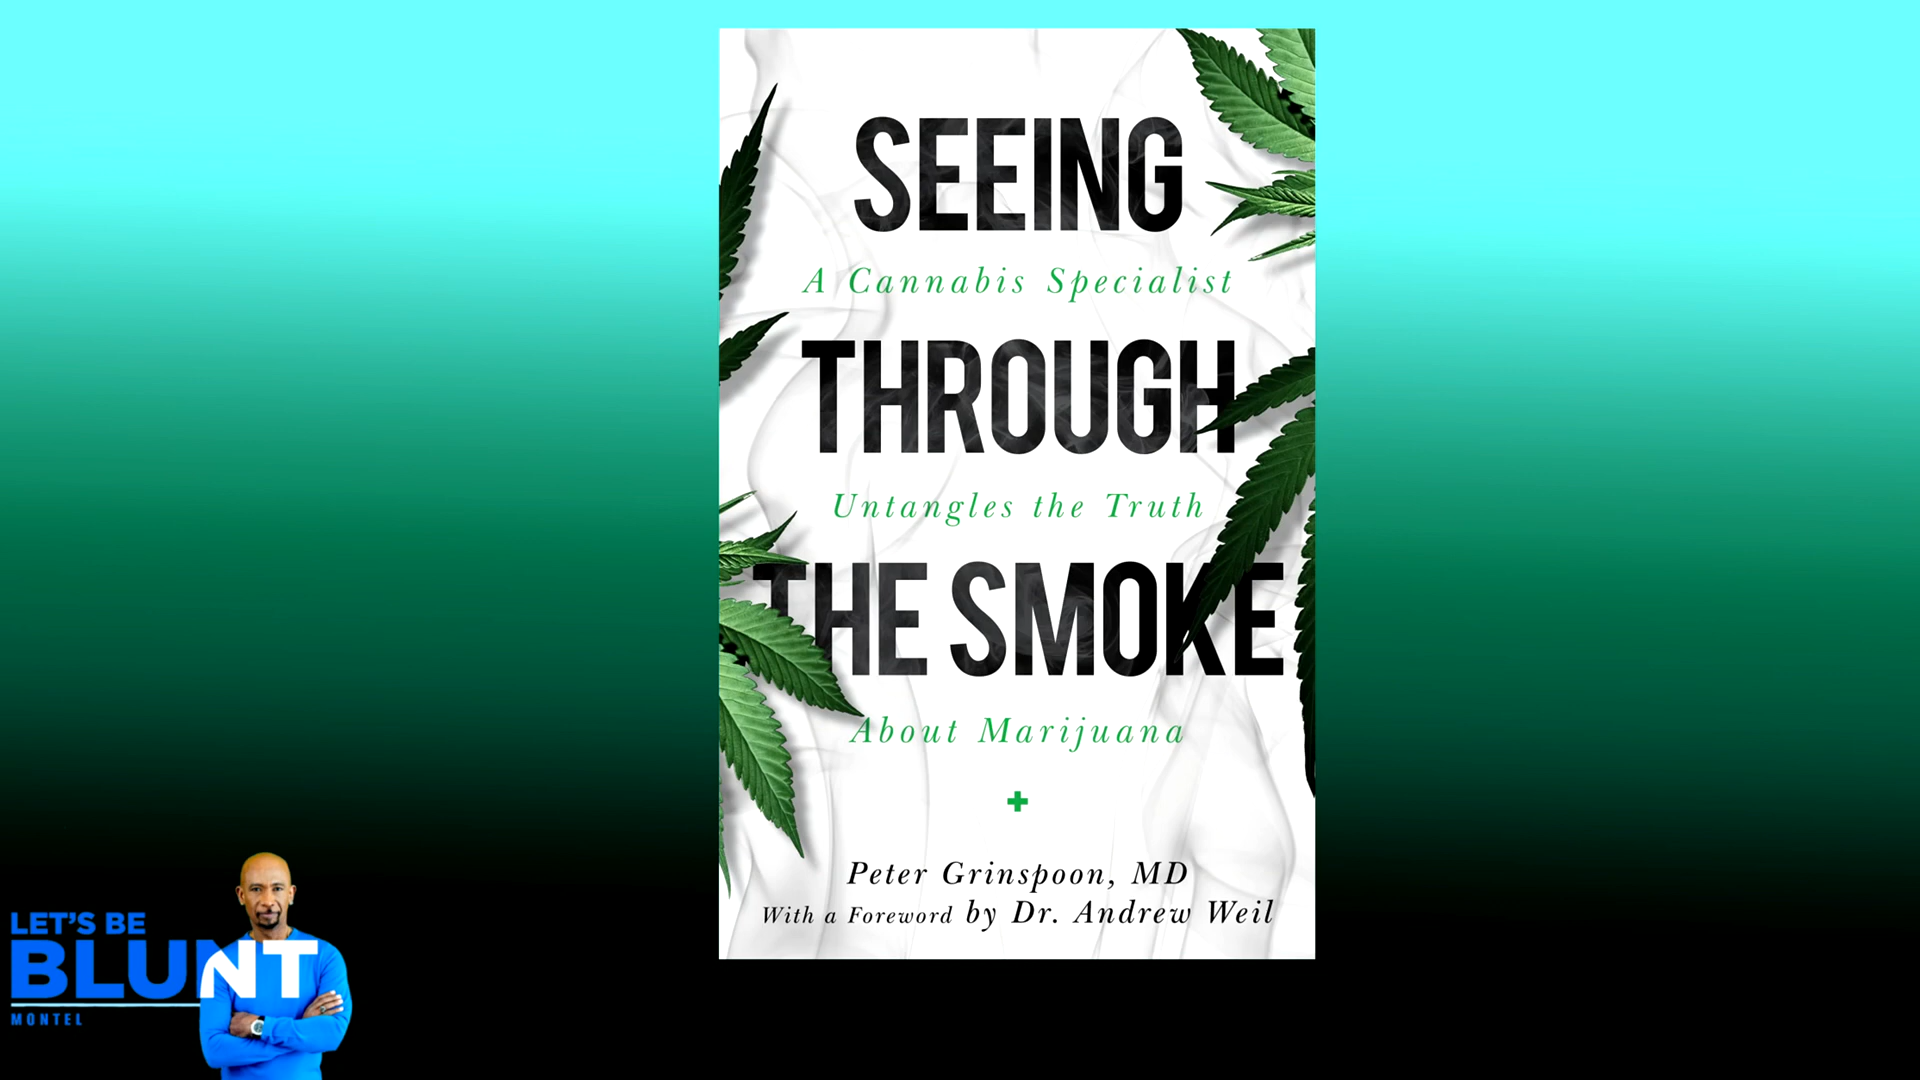 SEEING
A Cannabis Specialist
THROUGH
Untangles the Truth
THE SMOKE
About Marijuana
Peter Grinspoon, MD
With a Foreword by Dr. Andrew Weil
LET'S BE
BLUNT
MONTEL